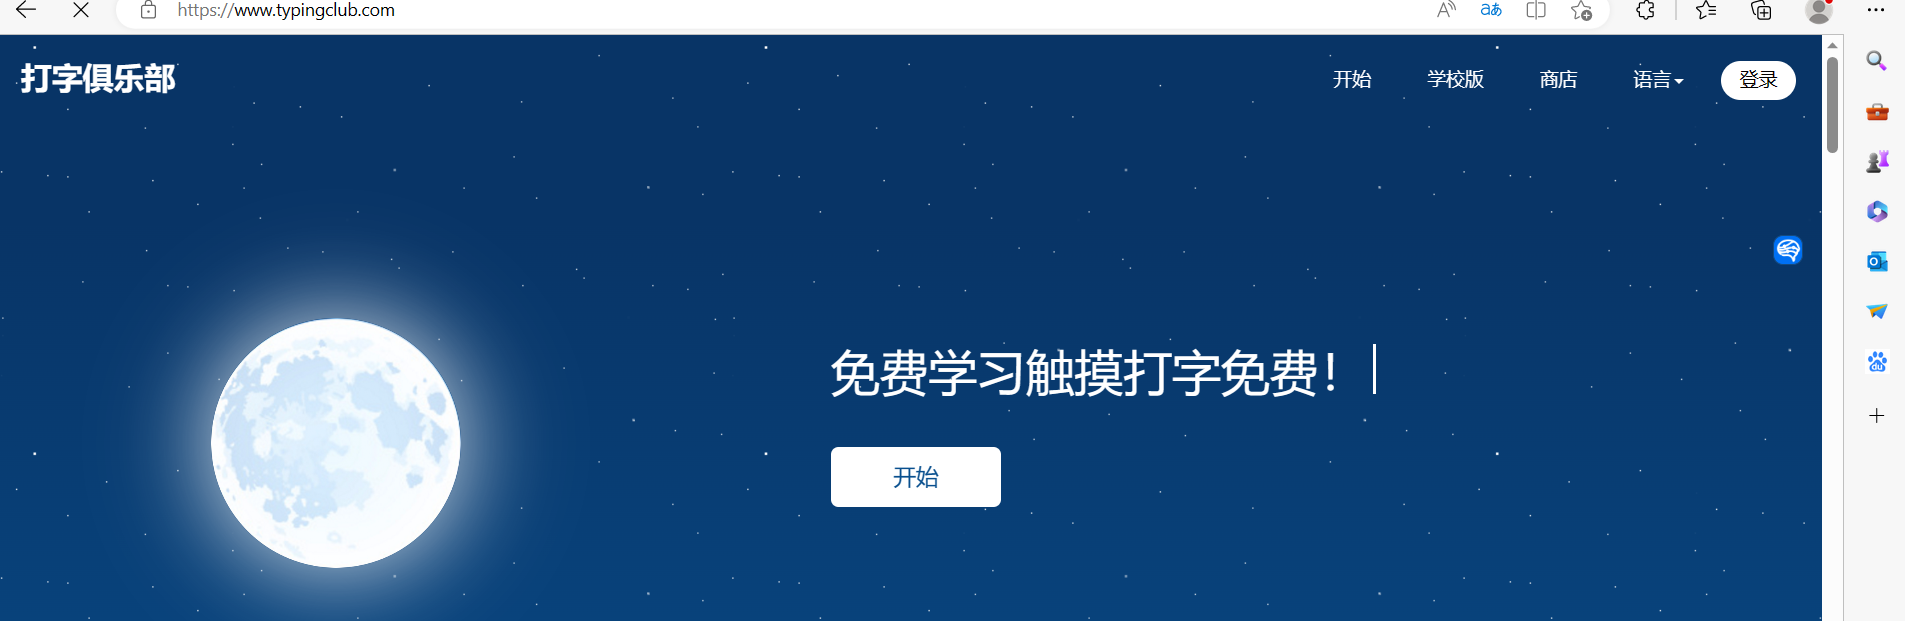 https://www.typingclub.com
打字俱乐部
开始 学校版 商店 语言 登录
免费学习触摸打字免费！
开始